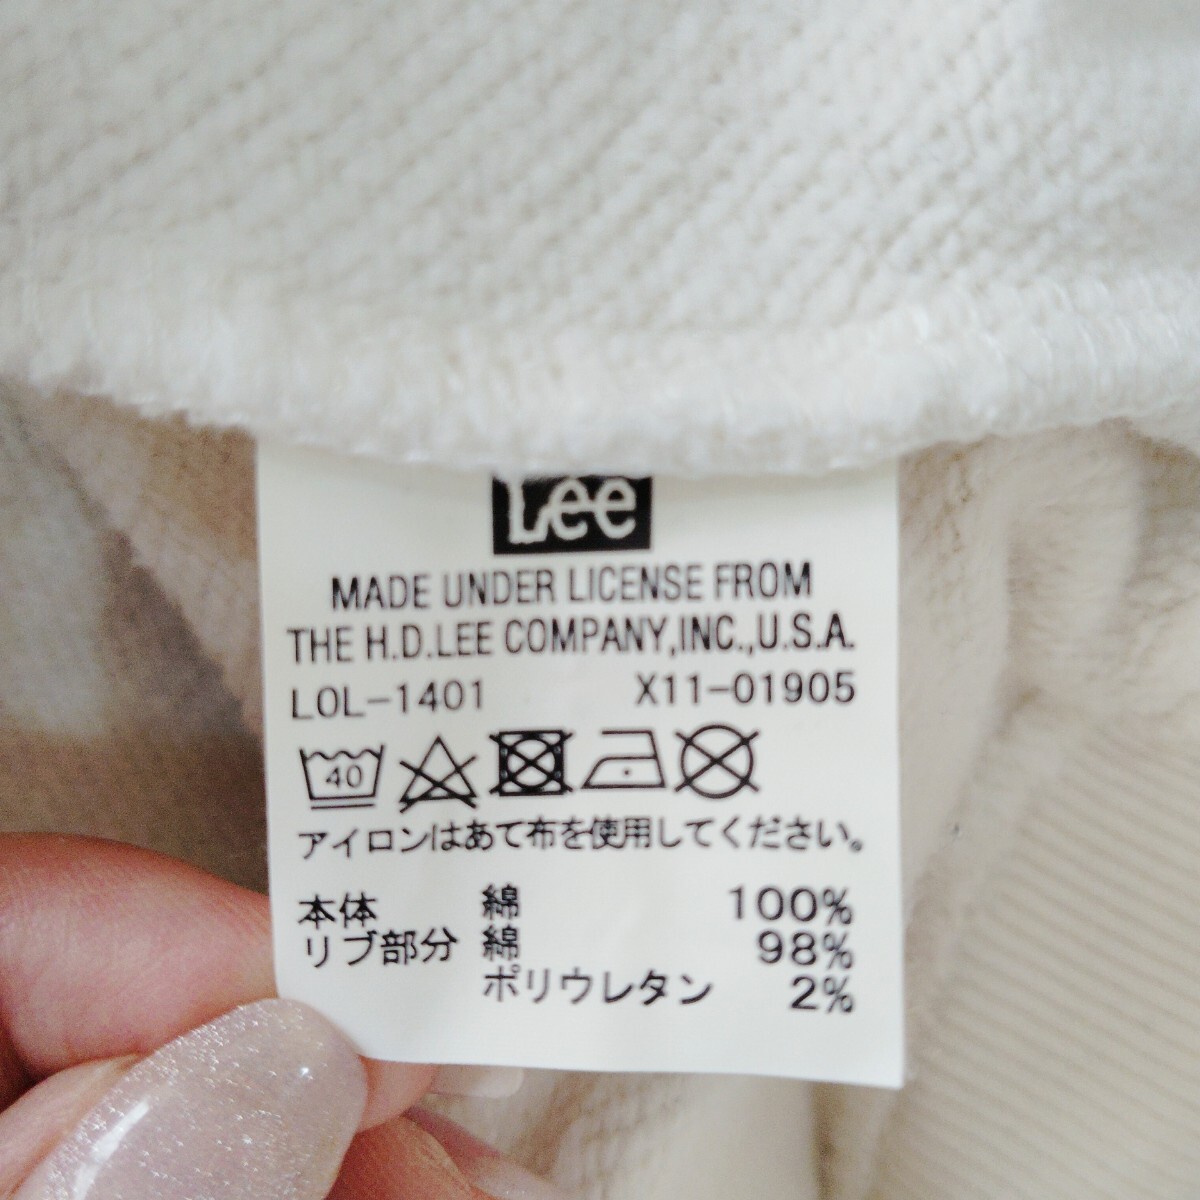 Lee
MADE UNDER LICENSE FROM
THE H.D.LEE COMPANY,INC.,U.S.A.
LOL-1401 X11-01905
40
アイロンはあて布を使用してください。
本体 綿 100%
リブ部分 綿 98%
ポリウレタン 2%